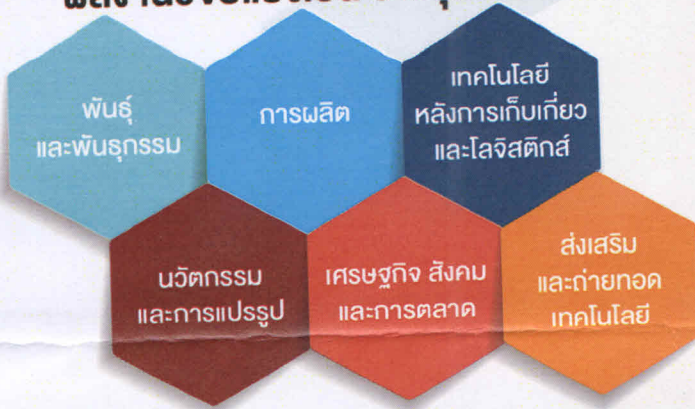 พันธุ์
และพันธุกรรม
การผลิต
เทคโนโลยี
หลังการเก็บเกี่ยว
และโลจิสติกส์
นวัตกรรม
และการแปรรูป
เศรษฐกิจ สังคม
และการตลาด
ส่งเสริม
และถ่ายทอด
เทคโนโลยี